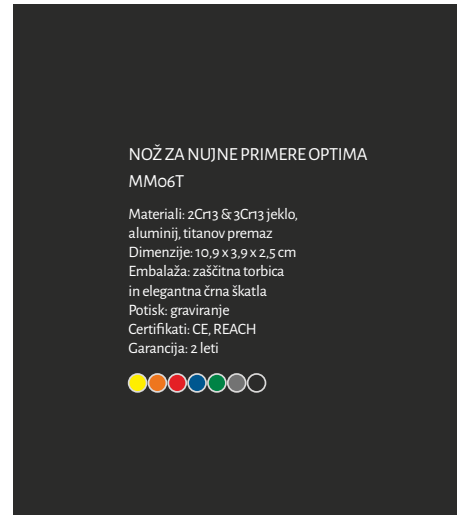 NOŽ ZA NUJNE PRIMERE OPTIMA
MM06T
Materiali: 2Cr13 & 3Cr13 jeklo,
aluminij, titanov premaz
Dimenzije: 10,9 x 3,9 x 2,5 cm
Embalaža: zaščitna torbica
in elegantna črna škatla
Potisk: graviranje
Certifikati: CE, REACH
Garancija: 2 leti